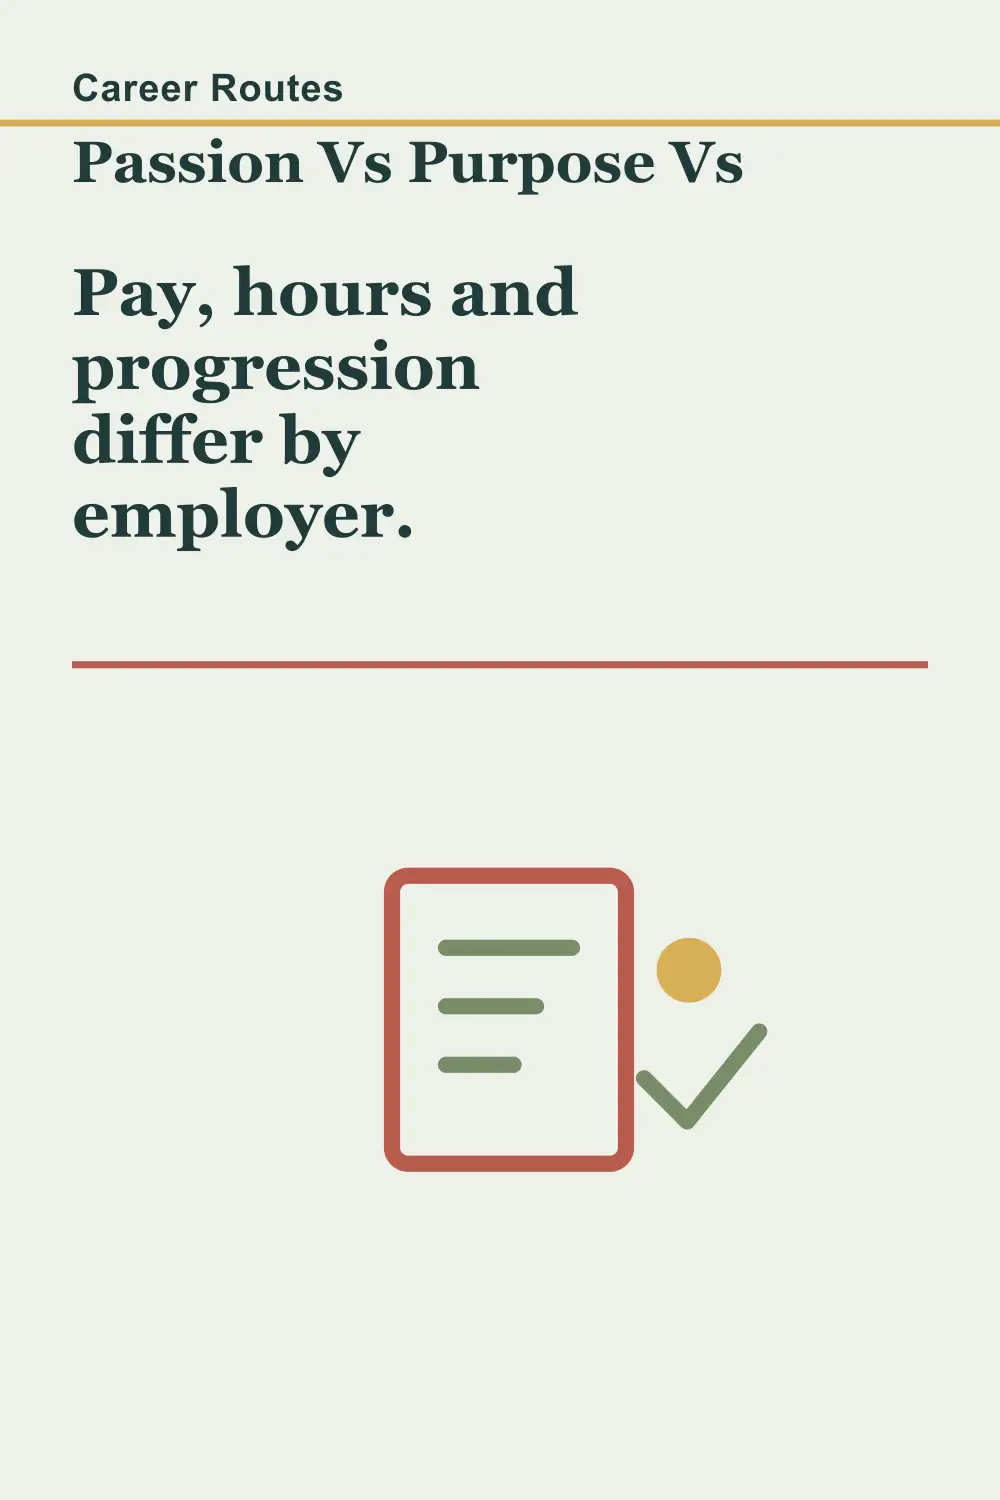 Career Routes
Passion Vs Purpose Vs
Pay, hours and
progression
differ by
employer.